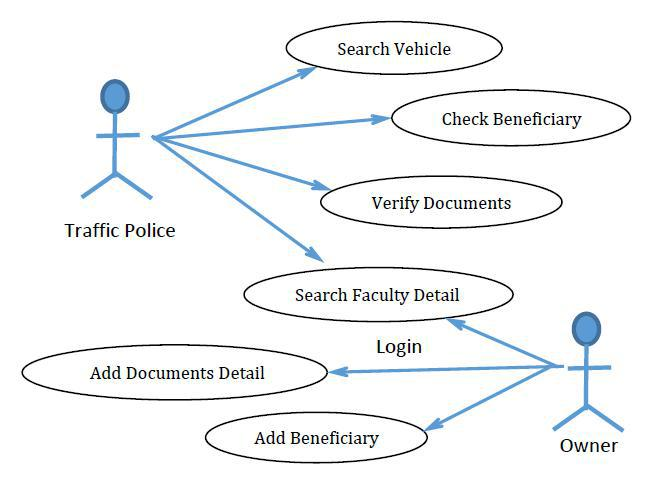 Search Vehicle
Check Beneficiary
Verify Documents
Traffic Police
Search Faculty Detail
Login
Add Documents Detail
Add Beneficiary
Owner